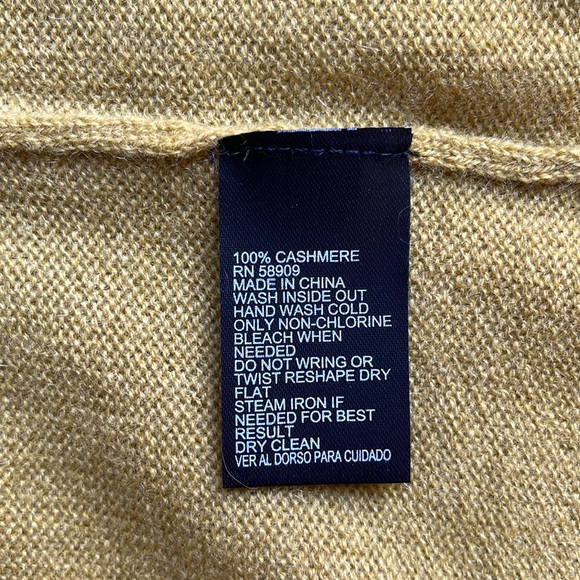 100% CASHMERE
RN 58909
MADE IN CHINA
WASH INSIDE OUT
HAND WASH COLD
ONLY NON-CHLORINE
BLEACH WHEN
NEEDED
DO NOT WRING OR
TWIST RESHAPE DRY
FLAT
STEAM IRON IF
NEEDED FOR BEST
RESULT
DRY CLEAN
VER AL DORSO PARA CUIDADO